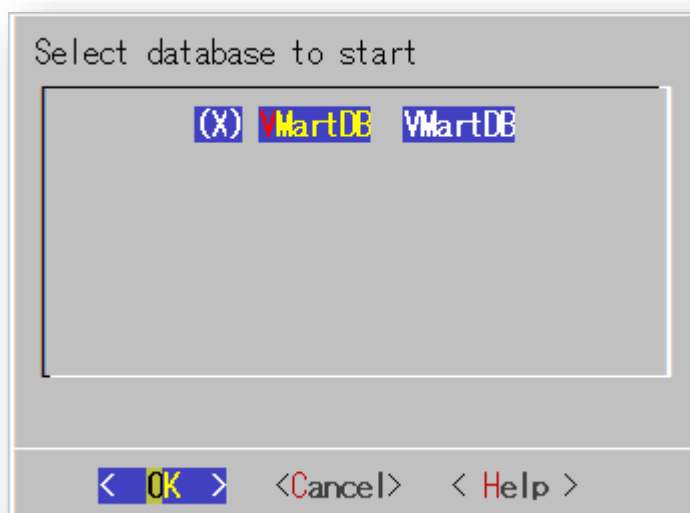 Select database to start
(X) VMartDB VMartDB
< OK > <Cancel> < Help >